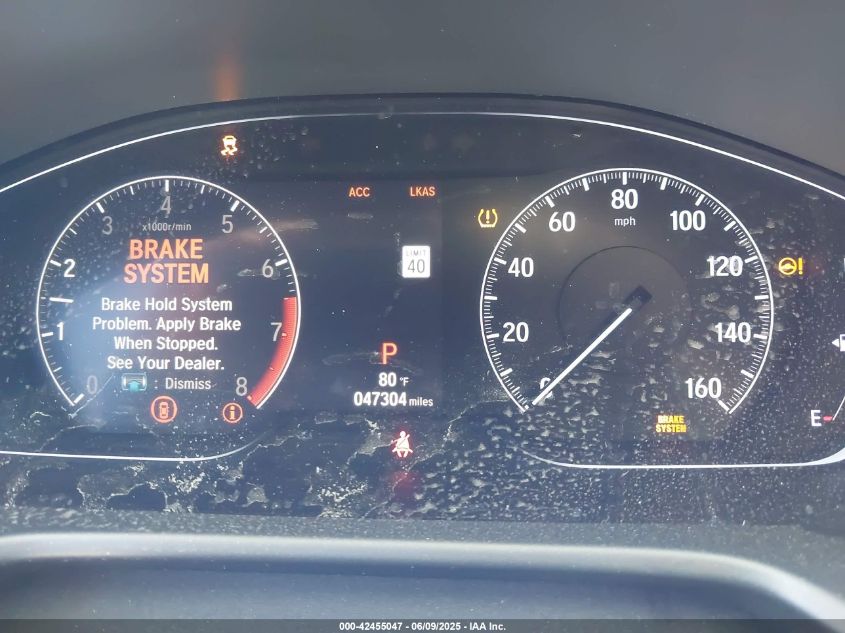 ACC LKAS
4
3 5
x1000r/min
2 6
1 7
0 8
BRAKE
SYSTEM
Brake Hold System
Problem. Apply Brake
When Stopped.
See Your Dealer.
: Dismiss
LIMIT
40
P
80 °F
047304 miles
80
60 100
mph
40 120
20 140
0 160
BRAKE
SYSTEM
E
000-42455047 - 06/09/2025 - IAA Inc.